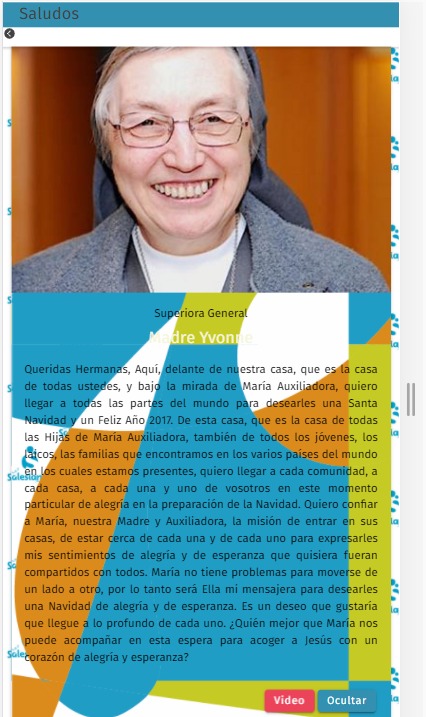 Saludos
Superiora General
Madre Yvonne
Queridas Hermanas, Aquí, delante de nuestra casa, que es la casa
de todas ustedes, y bajo la mirada de María Auxiliadora, quiero
llegar a todas las partes del mundo para desearles una Santa
Navidad y un Feliz Año 2017. De esta casa, que es la casa de todas
las Hijas de María Auxiliadora, también de todos los jóvenes, los
laicos, las familias que encontramos en los varios países del mundo
en los cuales estamos presentes, quiero llegar a cada comunidad, a
cada casa, a cada una y uno de vosotros en este momento
particular de alegría en la preparación de la Navidad. Quiero confiar
a María, nuestra Madre y Auxiliadora, la misión de entrar en sus
casas, de estar cerca de cada una y de cada uno para expresarles
mis sentimientos de alegría y de esperanza que quisiera fueran
compartidos con todos. María no tiene problemas para moverse de
un lado a otro, por lo tanto será Ella mi mensajera para desearles
una Navidad de alegría y de esperanza. Es un deseo que gustaría
que llegue a lo profundo de cada uno. ¿Quién mejor que María nos
puede acompañar en esta espera para acoger a Jesús con un
corazón de alegría y esperanza?
Video Ocultar